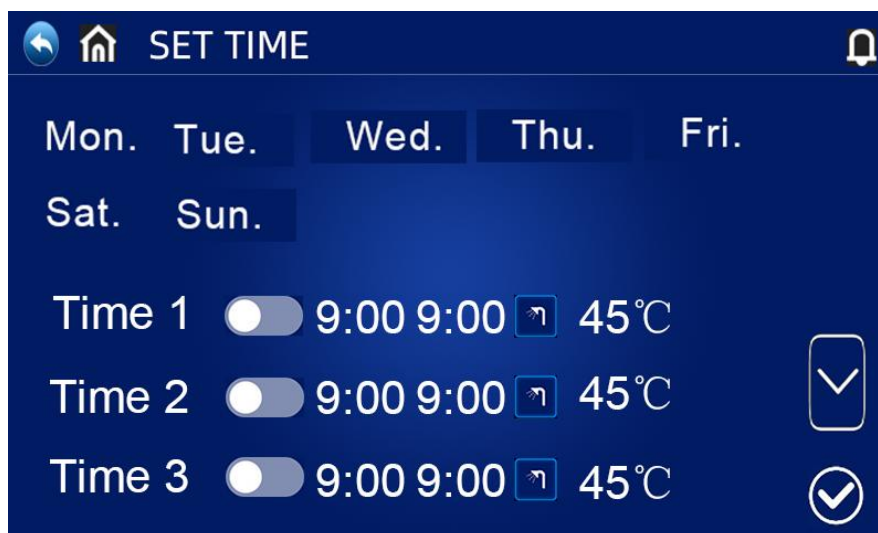 SET TIME
Mon. Tue. Wed. Thu. Fri.
Sat. Sun.
Time 1 9:00 9:00 45℃
Time 2 9:00 9:00 45℃
Time 3 9:00 9:00 45℃